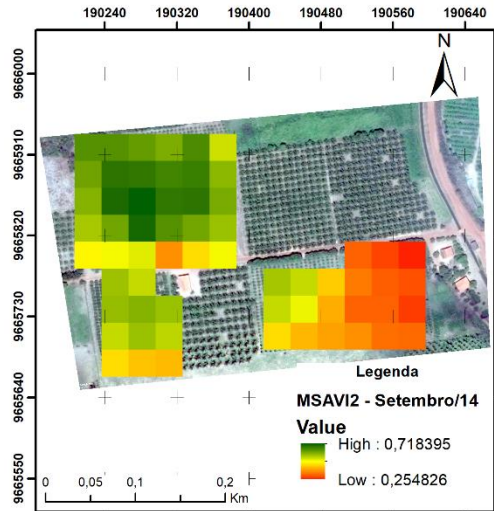 190240 190320 190400 190480 190560 190640
N
9666000
9665910
9665820
9665730
9665640
9665550
Legenda
MSAVI2 - Setembro/14
Value
High : 0,718395
Low : 0,254826
0 0,05 0,1 0,2
Km